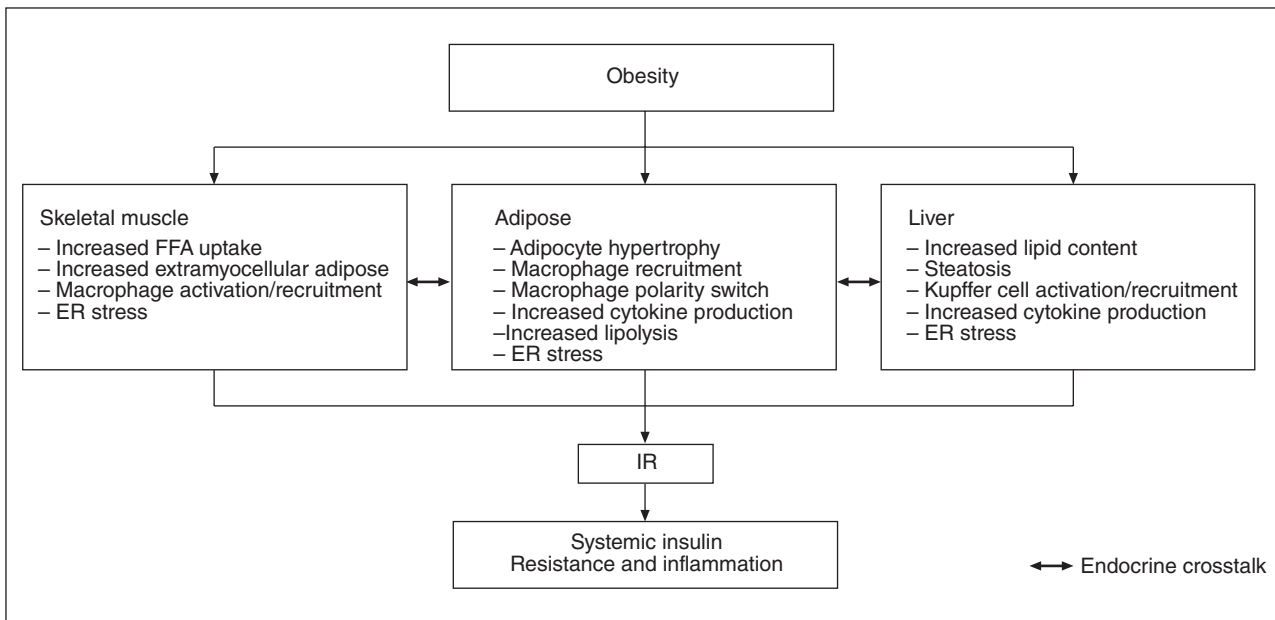 Obesity
Skeletal muscle
– Increased FFA uptake
– Increased extramyocellular adipose
– Macrophage activation/recruitment
– ER stress
Adipose
– Adipocyte hypertrophy
– Macrophage recruitment
– Macrophage polarity switch
– Increased cytokine production
–Increased lipolysis
– ER stress
Liver
– Increased lipid content
– Steatosis
– Kupffer cell activation/recruitment
– Increased cytokine production
– ER stress
IR
Systemic insulin
Resistance and inflammation
Endocrine crosstalk